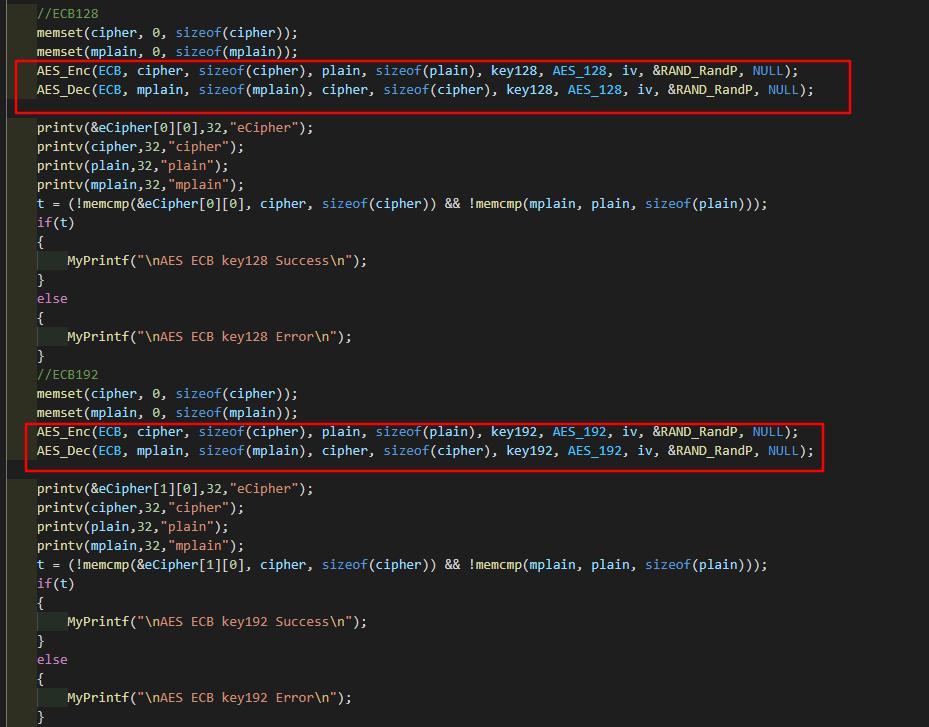 //ECB128
memset(cipher, 0, sizeof(cipher));
memset(mplain, 0, sizeof(mplain));
AES_Enc(ECB, cipher, sizeof(cipher), plain, sizeof(plain), key128, AES_128, iv, &RAND_RandP, NULL);
AES_Dec(ECB, mplain, sizeof(mplain), cipher, sizeof(cipher), key128, AES_128, iv, &RAND_RandP, NULL);
printv(&eCipher[0][0],32,"eCipher");
printv(cipher,32,"cipher");
printv(plain,32,"plain");
printv(mplain,32,"mplain");
t = (!memcmp(&eCipher[0][0], cipher, sizeof(cipher)) && !memcmp(mplain, plain, sizeof(plain)));
if(t)
{
MyPrintf("\nAES ECB key128 Success\n");
}
else
{
MyPrintf("\nAES ECB key128 Error\n");
}
//ECB192
memset(cipher, 0, sizeof(cipher));
memset(mplain, 0, sizeof(mplain));
AES_Enc(ECB, cipher, sizeof(cipher), plain, sizeof(plain), key192, AES_192, iv, &RAND_RandP, NULL);
AES_Dec(ECB, mplain, sizeof(mplain), cipher, sizeof(cipher), key192, AES_192, iv, &RAND_RandP, NULL);
printv(&eCipher[1][0],32,"eCipher");
printv(cipher,32,"cipher");
printv(plain,32,"plain");
printv(mplain,32,"mplain");
t = (!memcmp(&eCipher[1][0], cipher, sizeof(cipher)) && !memcmp(mplain, plain, sizeof(plain)));
if(t)
{
MyPrintf("\nAES ECB key192 Success\n");
}
else
{
MyPrintf("\nAES ECB key192 Error\n");
}